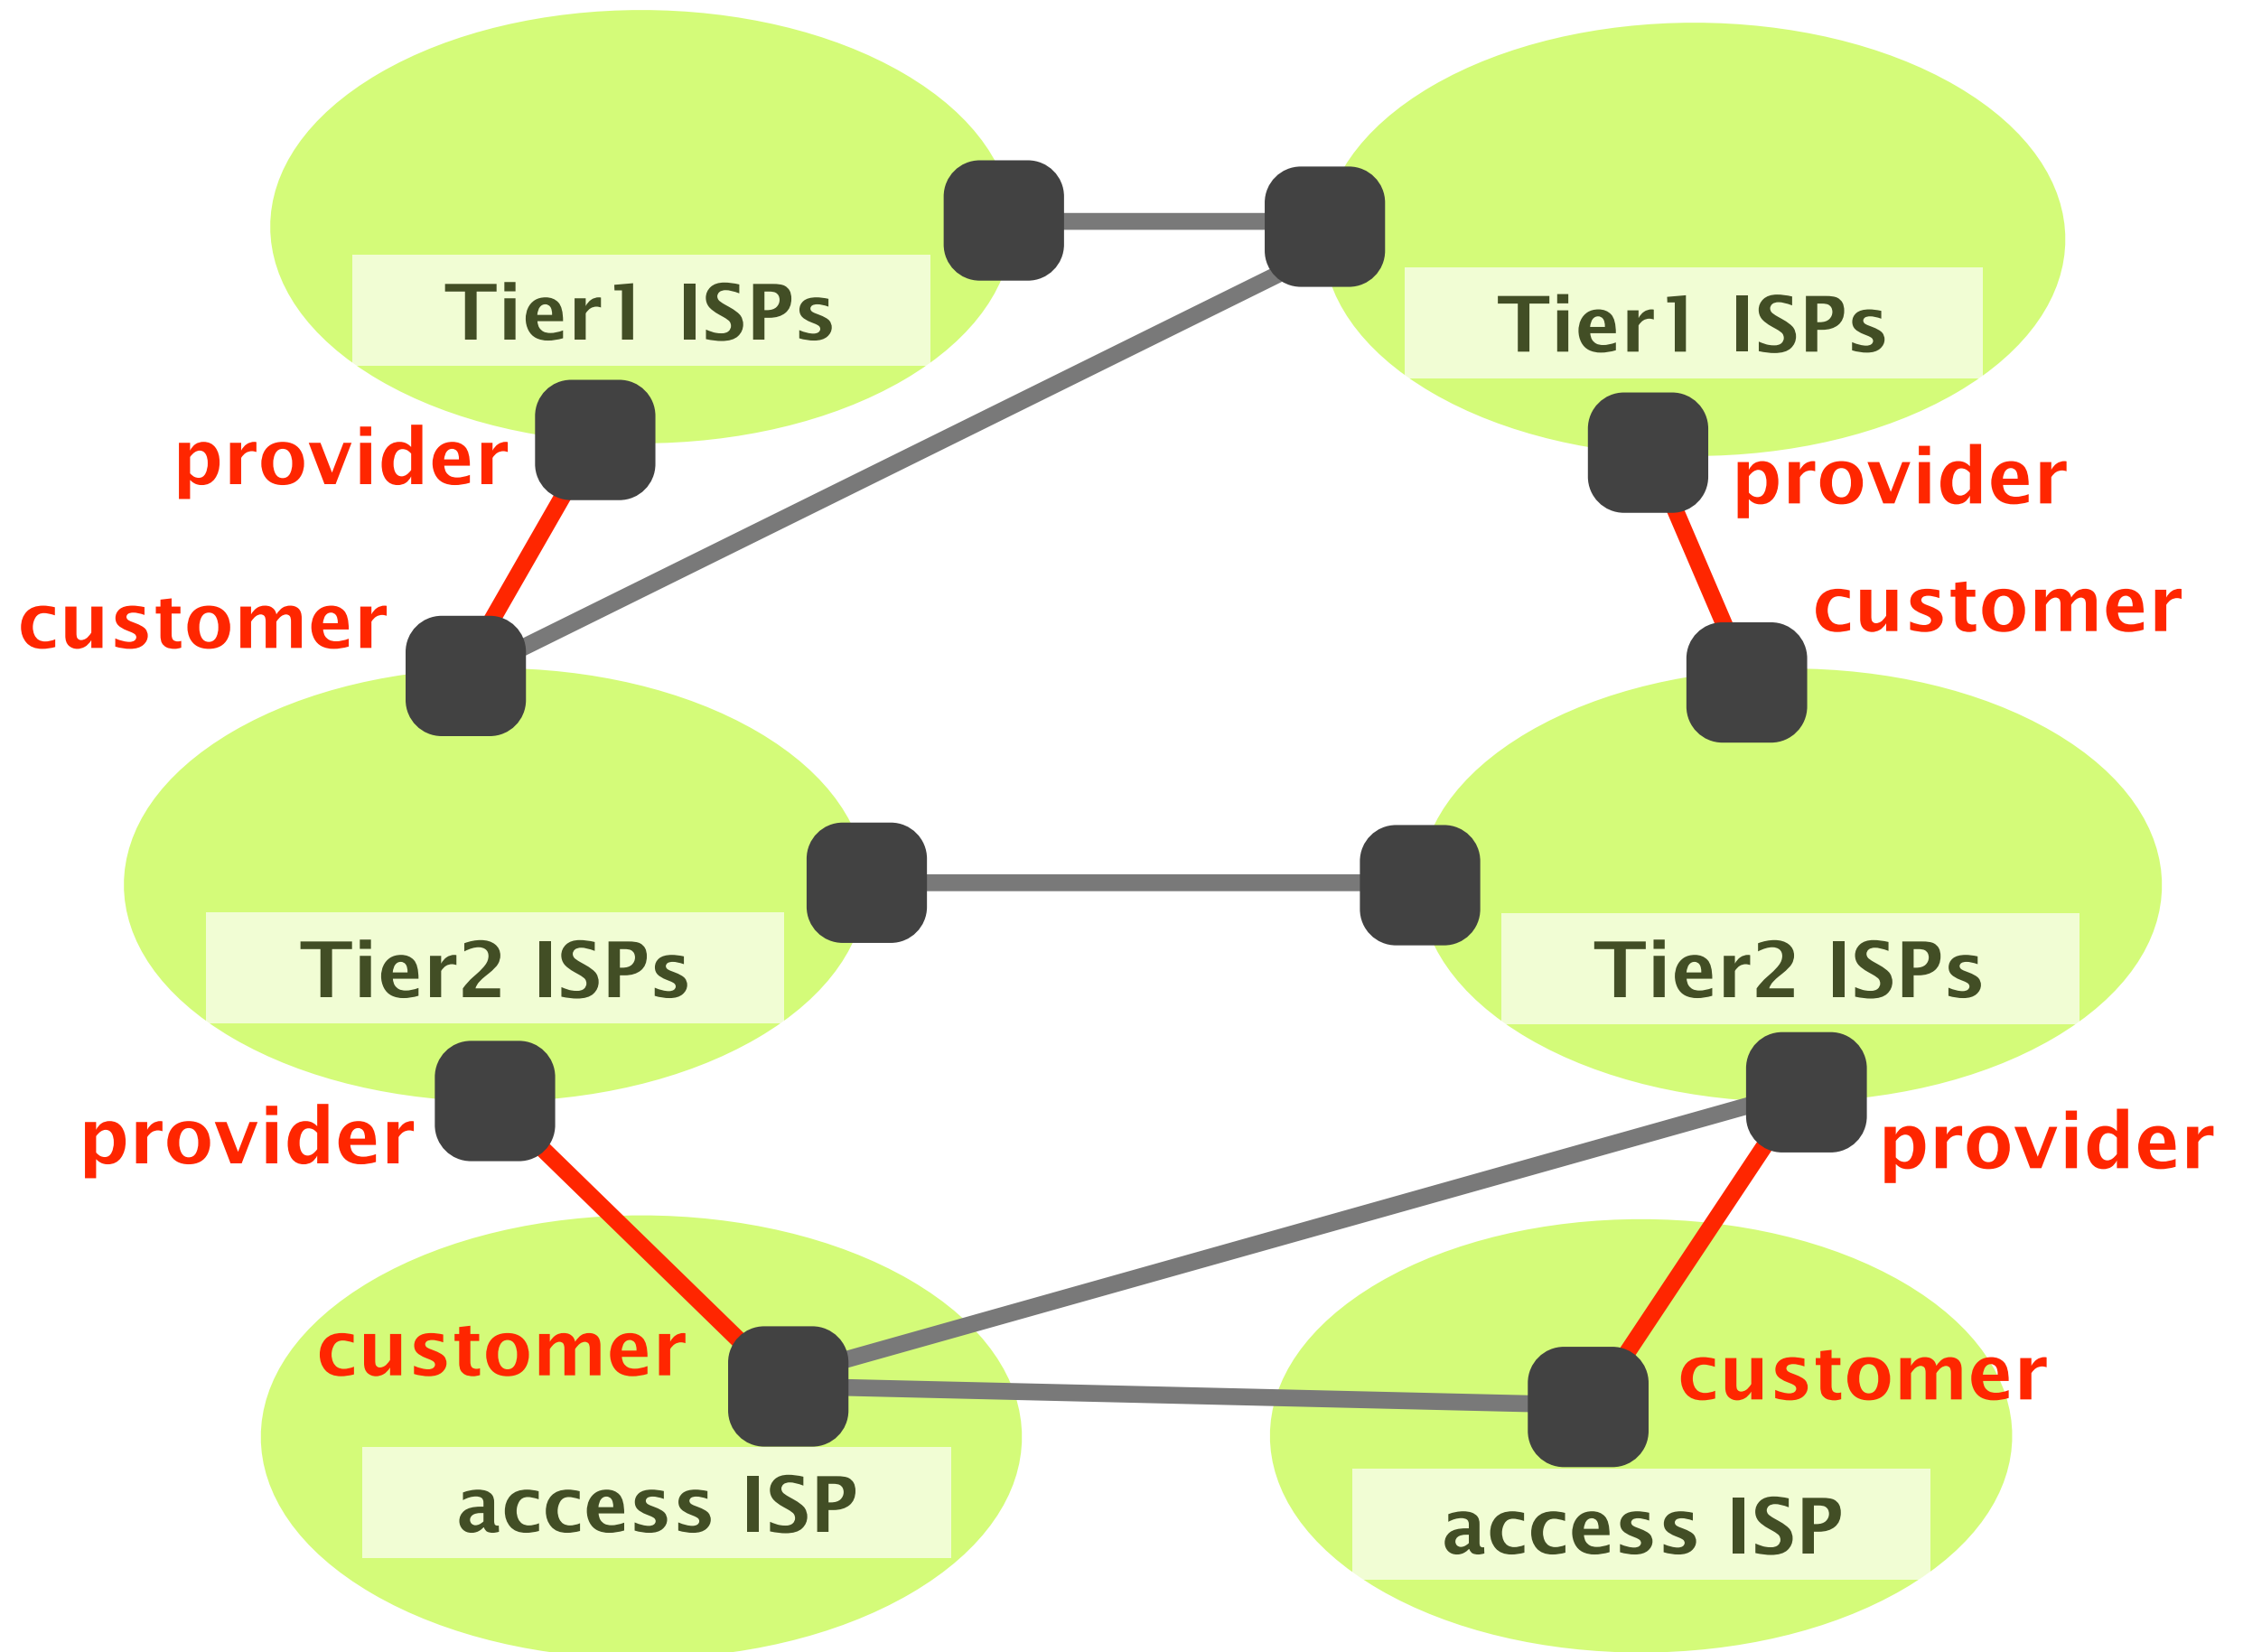 Tier1 ISPs
Tier1 ISPs
provider
provider
customer
customer
Tier2 ISPs
Tier2 ISPs
provider
provider
customer
customer
access ISP
access ISP